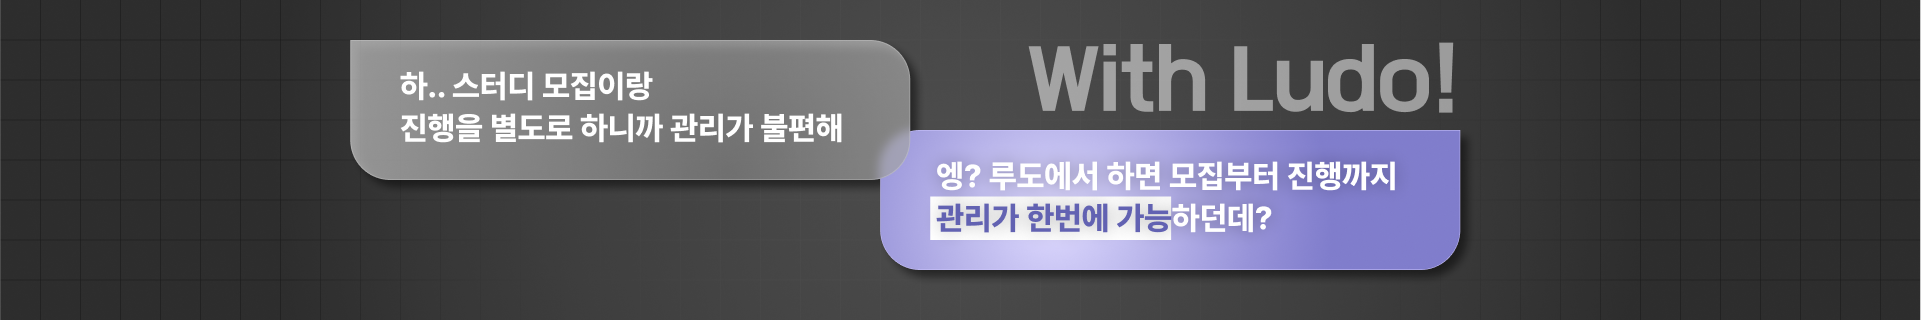 하.. 스터디 모집이랑
진행을 별도로 하니까 관리가 불편해
With Ludo!
엥? 루도에서 하면 모집부터 진행까지
관리가 한번에 가능하던데?